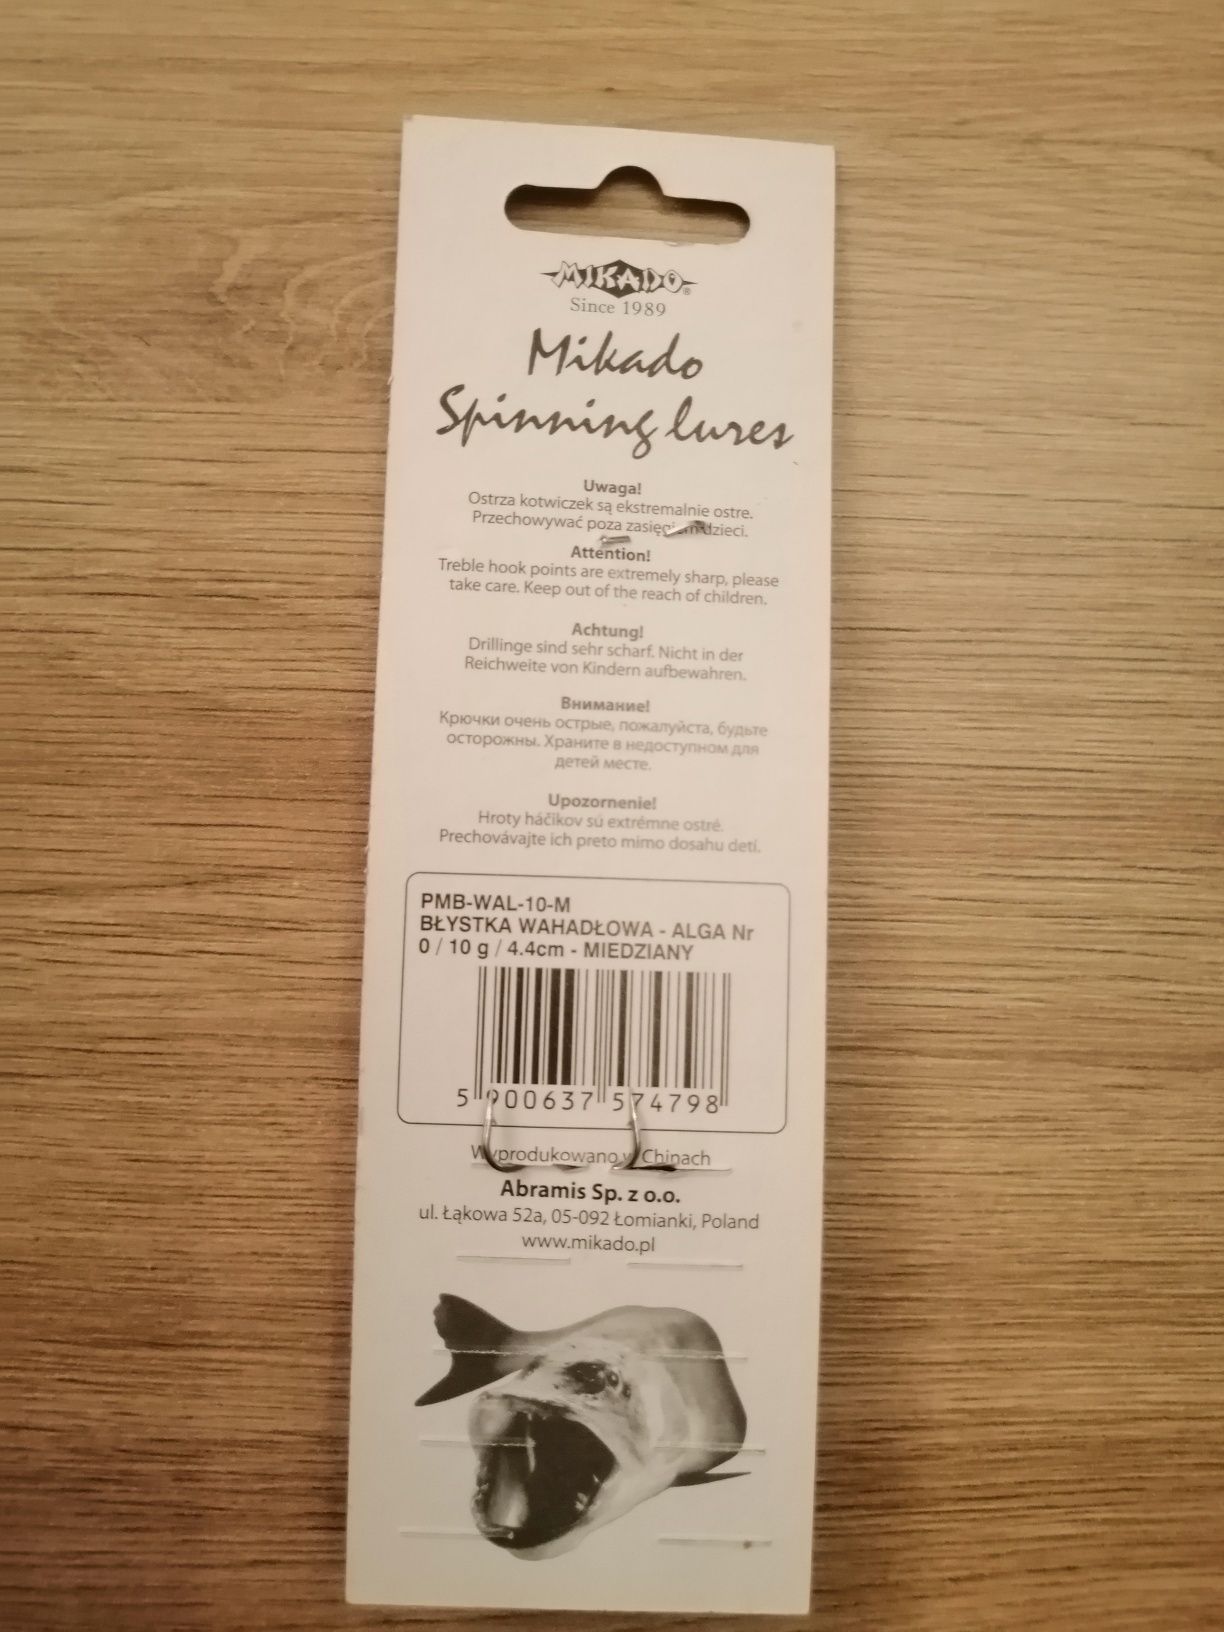 MIKADO®
Since 1989
Mikado
Spinning lures
Uwaga!
Ostrza kotwiczek są ekstremalnie ostre.
Przechowywać poza zasięgiem dzieci.
Attention!
Treble hook points are extremely sharp, please
take care. Keep out of the reach of children.
Achtung!
Drillinge sind sehr scharf. Nicht in der
Reichweite von Kindern aufbewahren.
Внимание!
Крючки очень острые, пожалуйста, будьте
осторожны. Храните в недоступном для
детей месте.
Upozornenie!
Hroty háčikov sú extrémne ostré.
Prechovávajte ich preto mimo dosahu detí.
PMB-WAL-10-M
BŁYSTKA WAHADŁOWA - ALGA Nr
0 / 10 g / 4.4cm - MIEDZIANY
5 900637 574798
Wyprodukowano w Chinach
Abramis Sp. z o.o.
ul. Łąkowa 52a, 05-092 Łomianki, Poland
www.mikado.pl